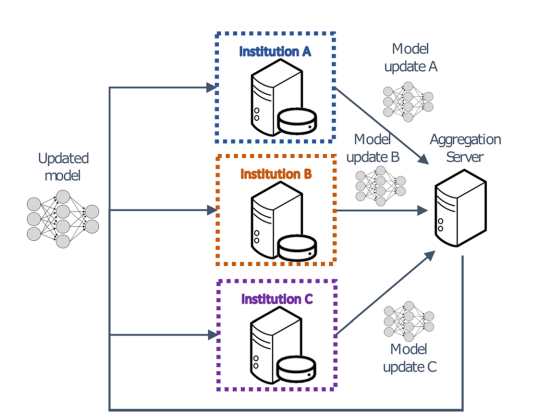 Institution A
Model
update A
Updated
model
Institution B
Model
update B
Aggregation
Server
Institution C
Model
update C